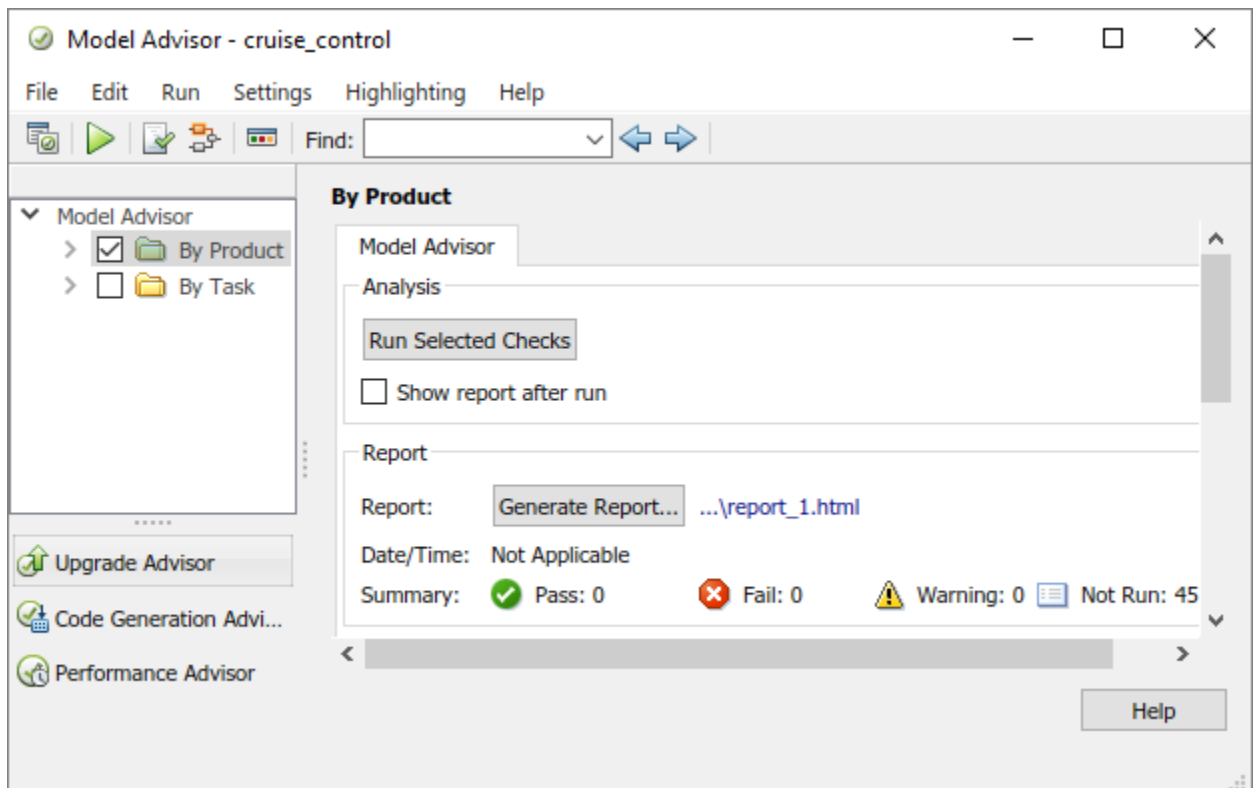 Model Advisor - cruise_control
File Edit Run Settings Highlighting Help
Find:
Model Advisor
By Product
By Task
Upgrade Advisor
Code Generation Advi...
Performance Advisor
By Product
Model Advisor
Analysis
Run Selected Checks
Show report after run
Report
Report: Generate Report... ...\report_1.html
Date/Time: Not Applicable
Summary: Pass: 0 Fail: 0 Warning: 0 Not Run: 45
Help